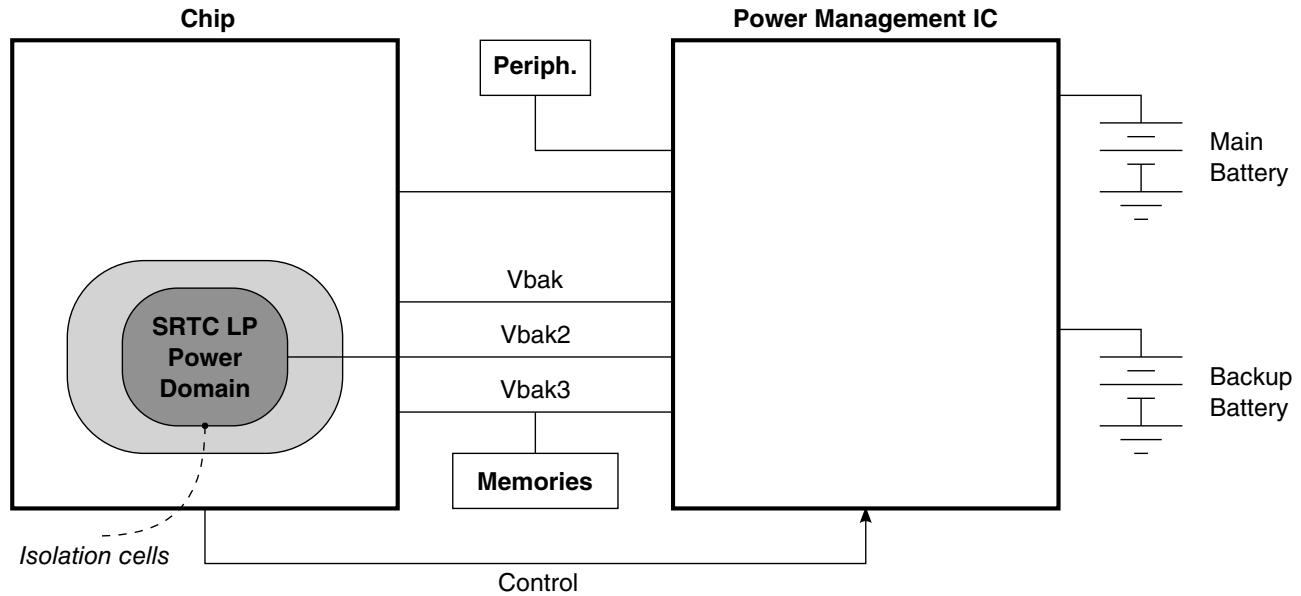 Chip
Power Management IC
Periph.
Main
Battery
Vbak
SRTC LP
Power
Domain
Vbak2
Vbak3
Backup
Battery
Memories
Isolation cells
Control